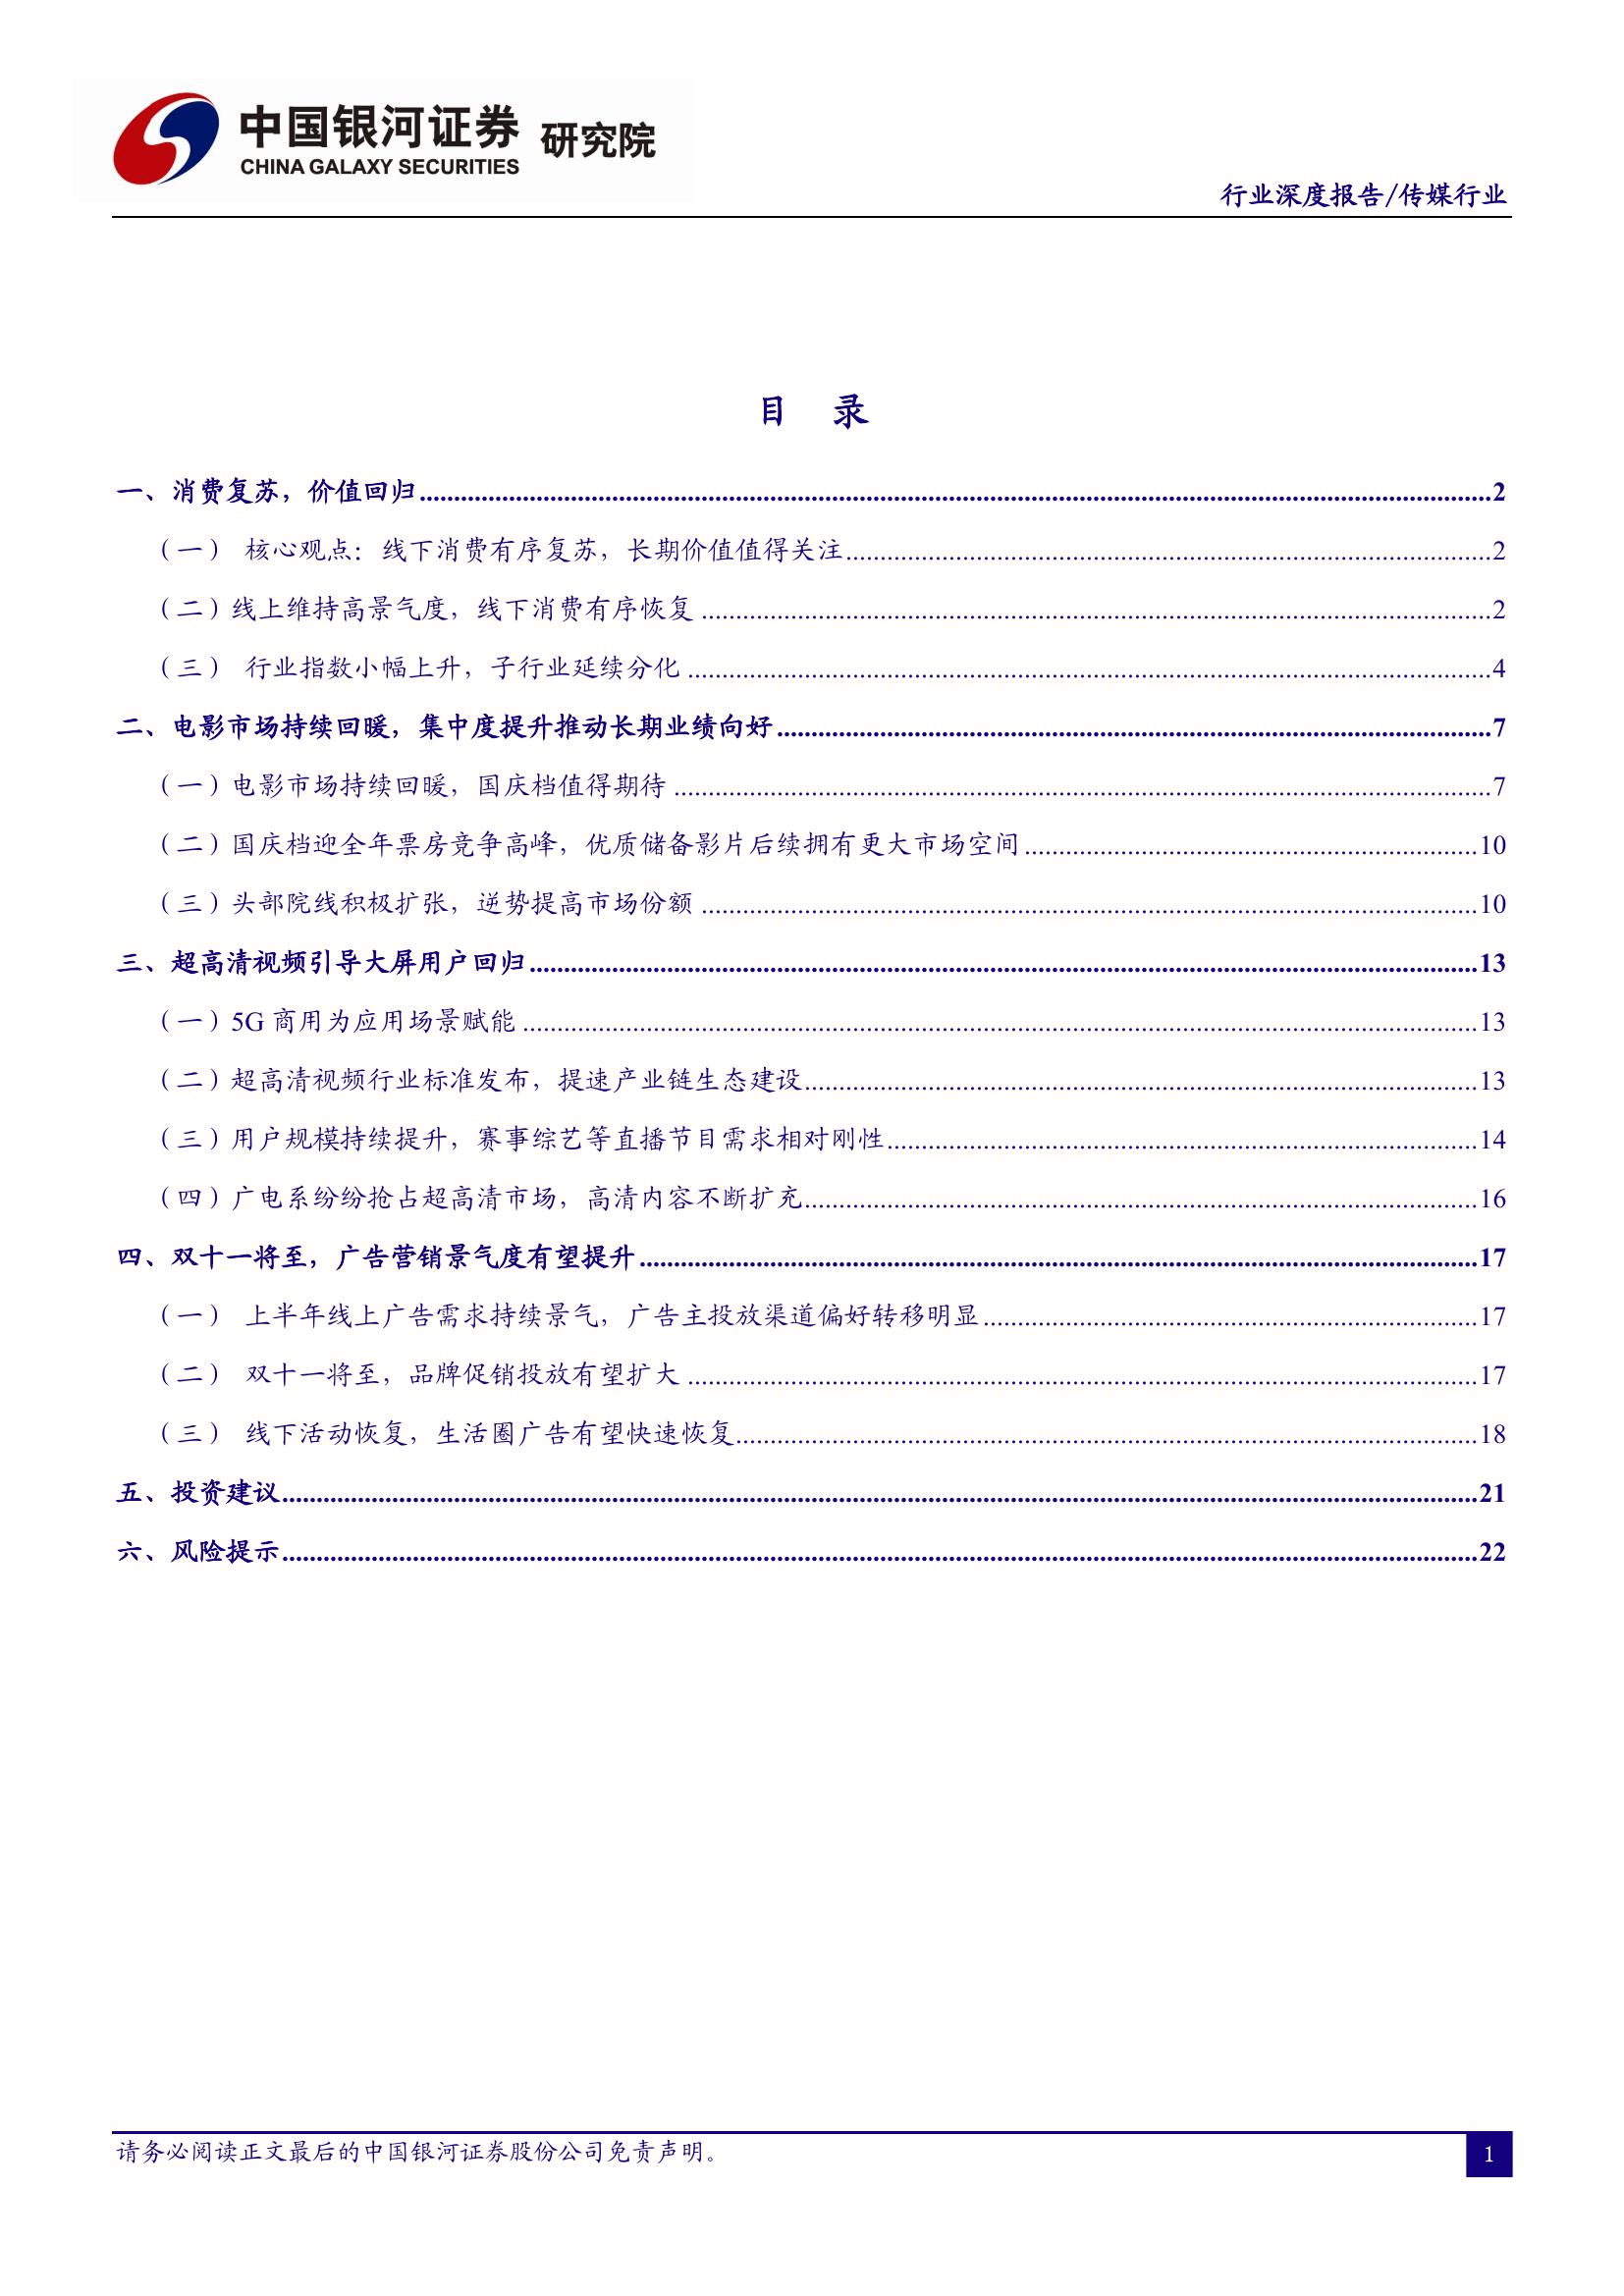 中国银河证券 研究院
CHINA GALAXY SECURITIES
行业深度报告/传媒行业
目 录
一、消费复苏，价值回归........2
（一） 核心观点：线下消费有序复苏，长期价值值得关注........2
（二）线上维持高景气度，线下消费有序恢复........2
（三） 行业指数小幅上升，子行业延续分化........4
二、电影市场持续回暖，集中度提升推动长期业绩向好........7
（一）电影市场持续回暖，国庆档值得期待........7
（二）国庆档迎全年票房竞争高峰，优质储备影片后续拥有更大市场空间........10
（三）头部院线积极扩张，逆势提高市场份额........10
三、超高清视频引导大屏用户回归........13
（一）5G 商用为应用场景赋能........13
（二）超高清视频行业标准发布，提速产业链生态建设........13
（三）用户规模持续提升，赛事综艺等直播节目需求相对刚性........14
（四）广电系纷纷抢占超高清市场，高清内容不断扩充........16
四、双十一将至，广告营销景气度有望提升........17
（一） 上半年线上广告需求持续景气，广告主投放渠道偏好转移明显........17
（二） 双十一将至，品牌促销投放有望扩大........17
（三） 线下活动恢复，生活圈广告有望快速恢复........18
五、投资建议........21
六、风险提示........22
请务必阅读正文最后的中国银河证券股份公司免责声明。
1